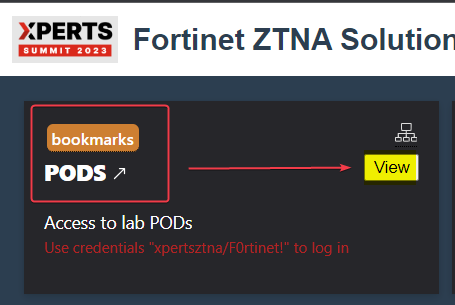 XPERTS
SUMMIT 2023
Fortinet ZTNA Solution
bookmarks
PODS
View
Access to lab PODs
Use credentials "xpertsztna/F0rtinet!" to log in